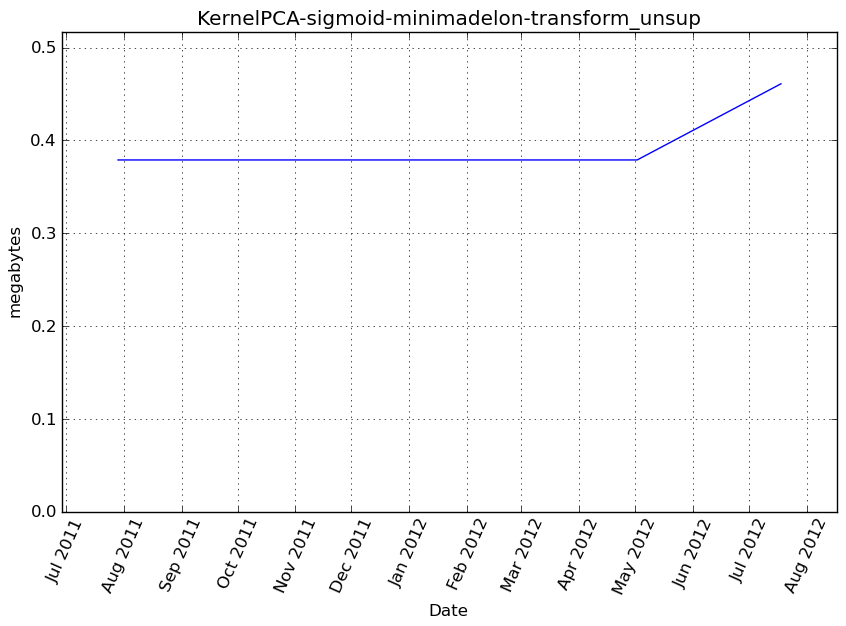 KernelPCA-sigmoid-minimadelon-transform_unsup
0.5
0.4
0.3
0.2
0.1
0.0
megabytes
Jul 2011
Aug 2011
Sep 2011
Oct 2011
Nov 2011
Dec 2011
Jan 2012
Feb 2012
Mar 2012
Apr 2012
May 2012
Jun 2012
Jul 2012
Aug 2012
Date